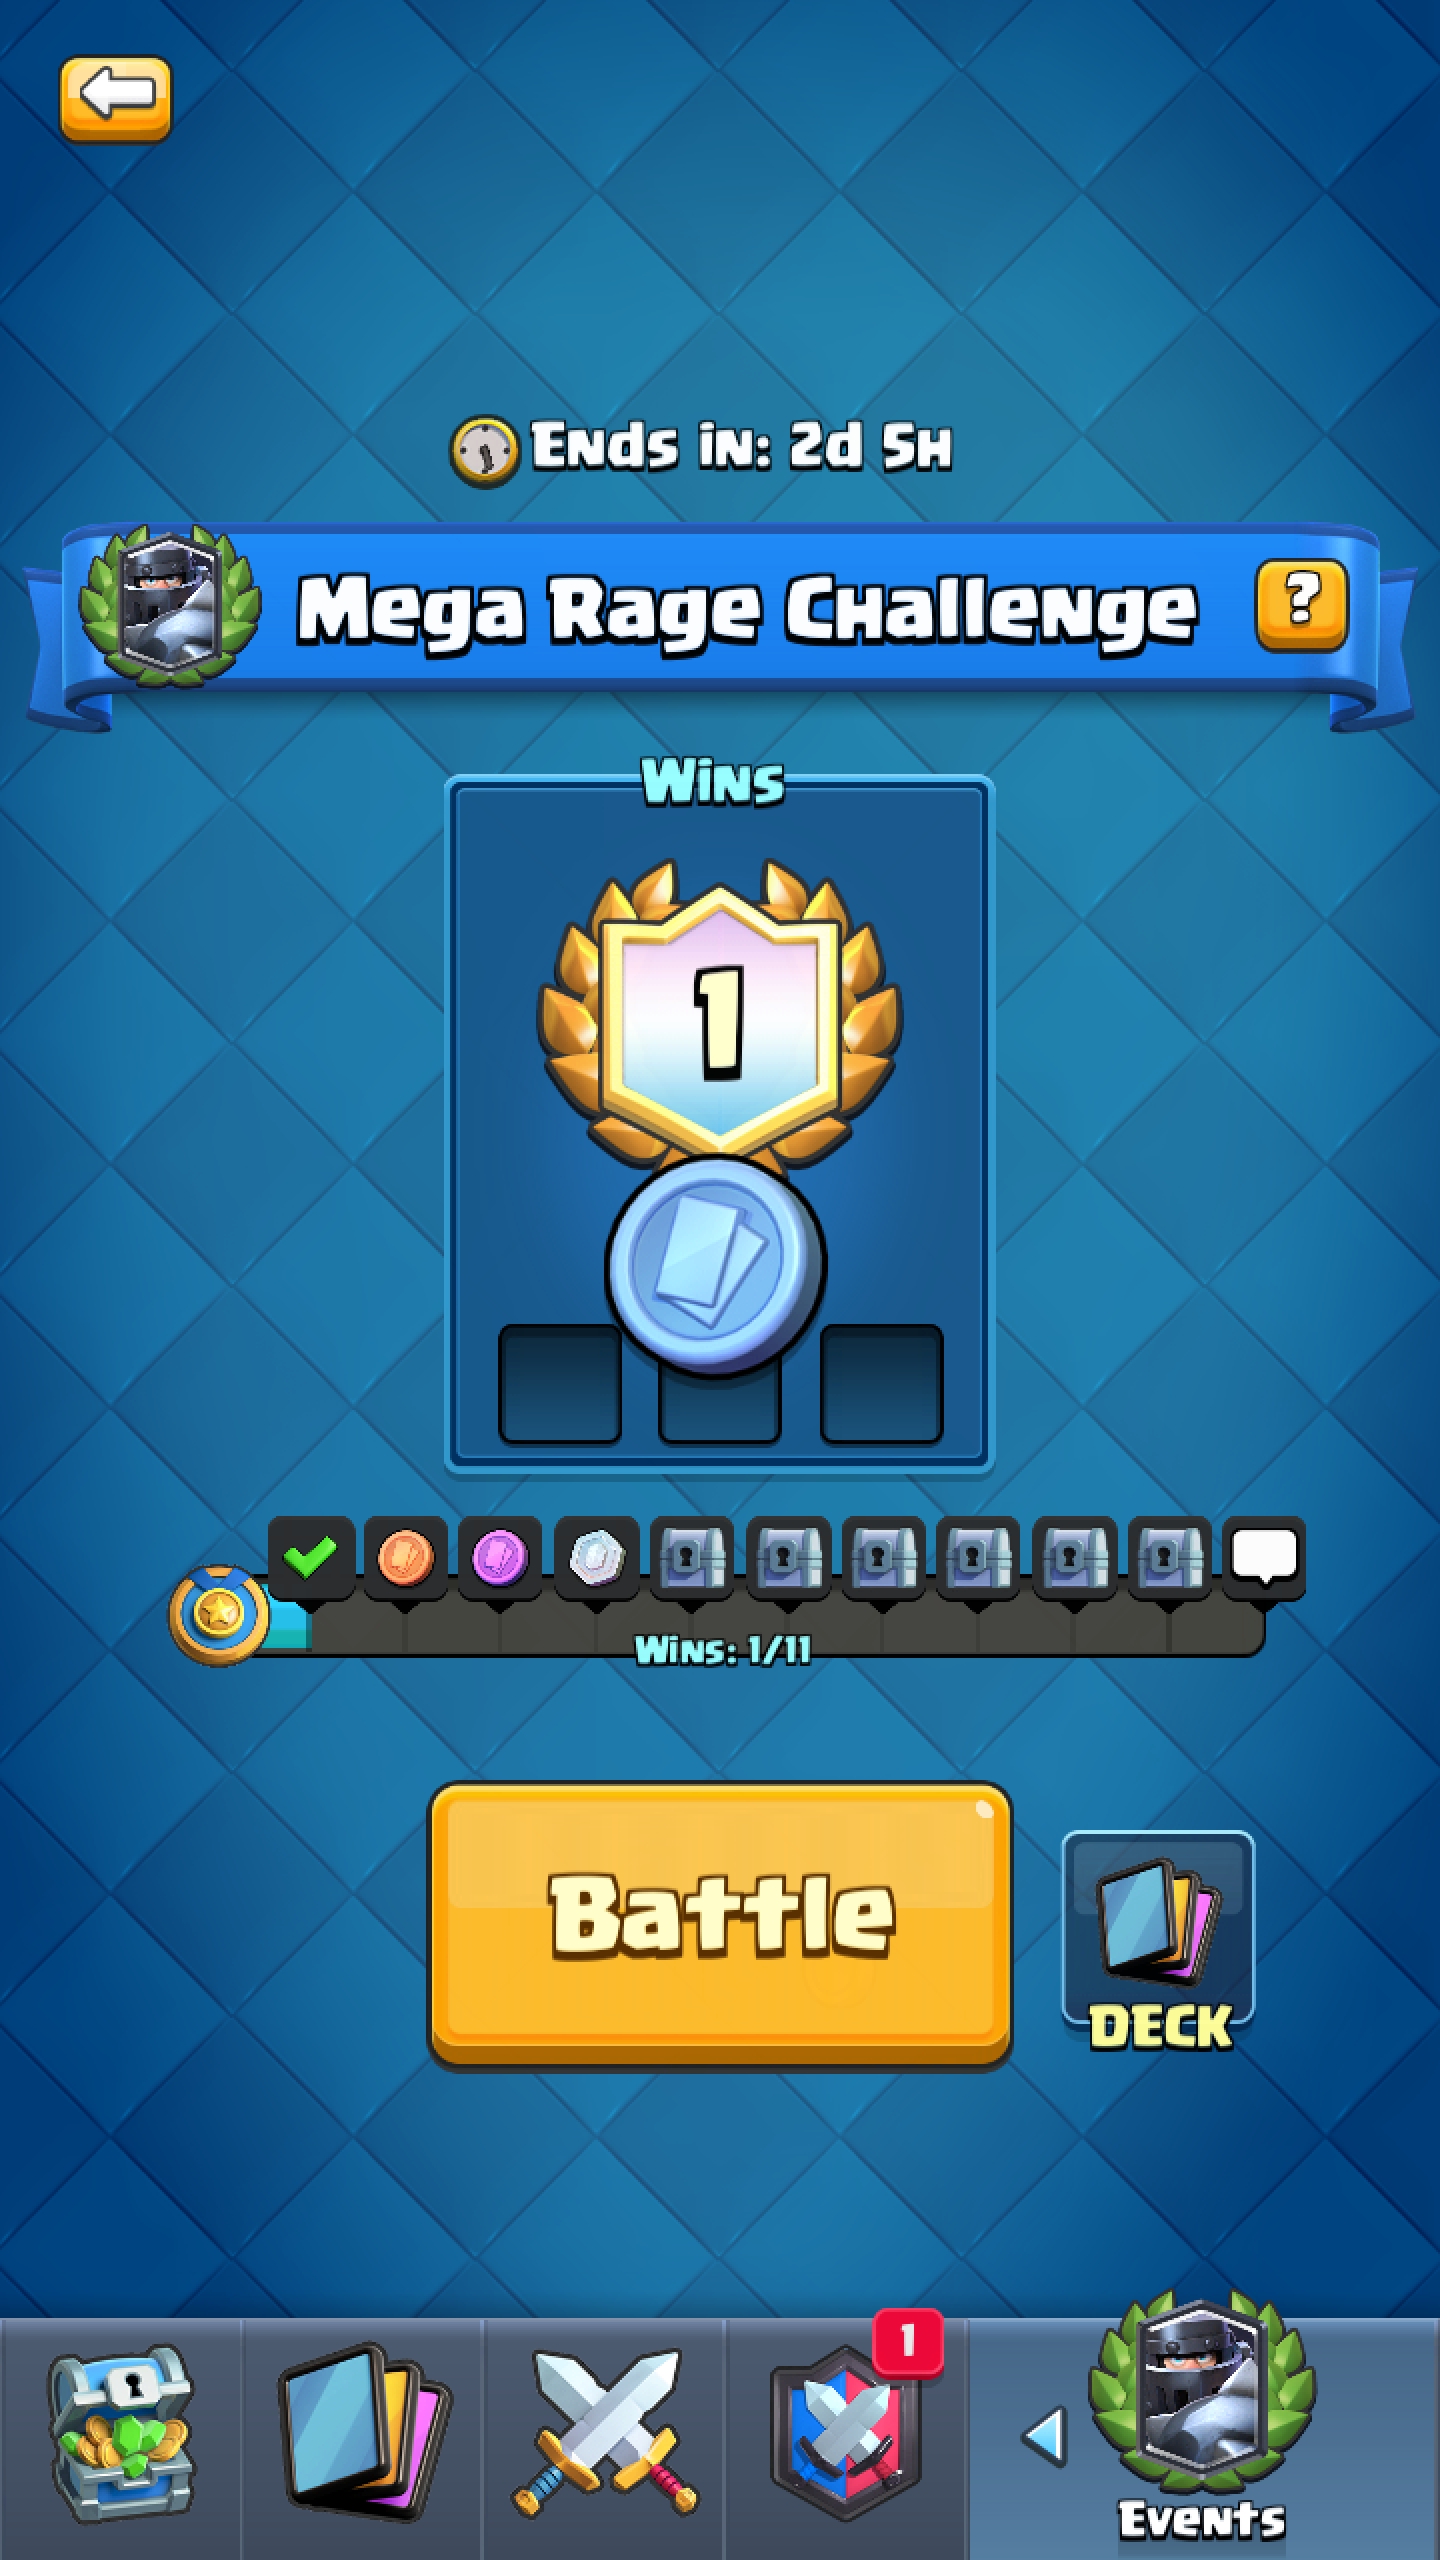 Ends in: 2d 5h
Mega Rage Challenge
?
Wins
1
Wins: 1/11
Battle
DECK
1
Events